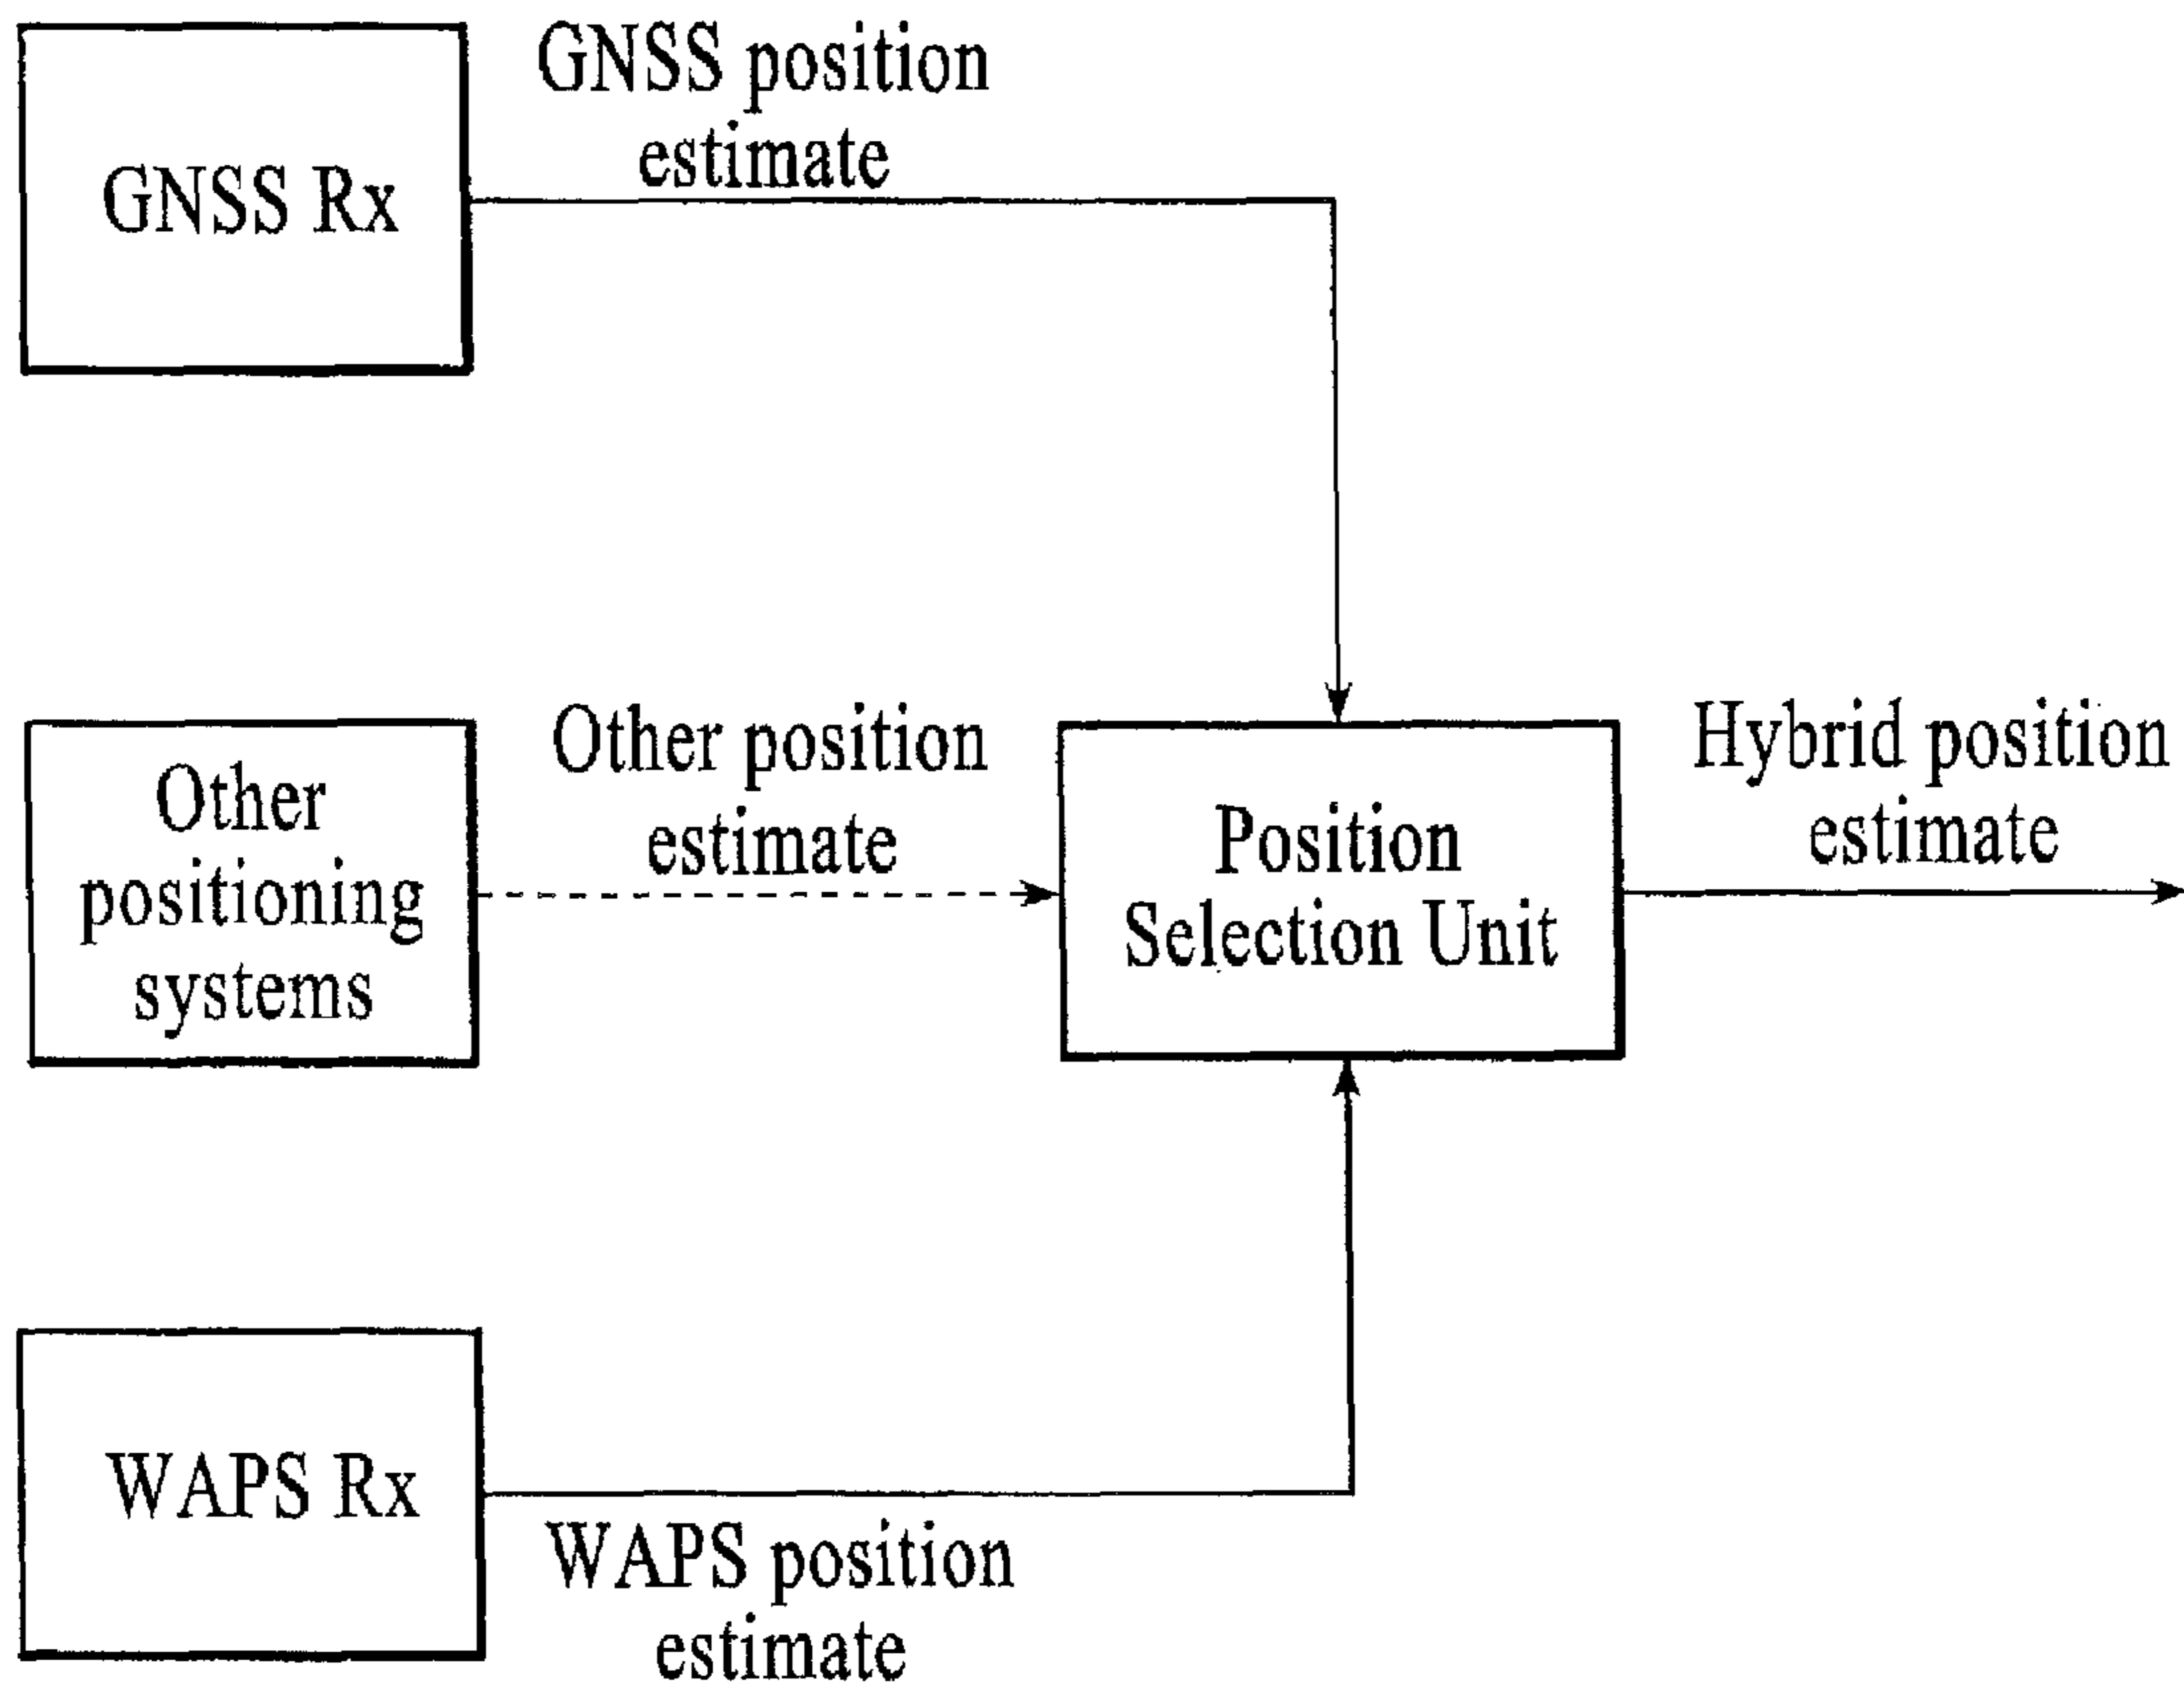 GNSS Rx
GNSS position
estimate
Other
positioning
systems
Other position
estimate
Position
Selection Unit
Hybrid position
estimate
WAPS Rx
WAPS position
estimate